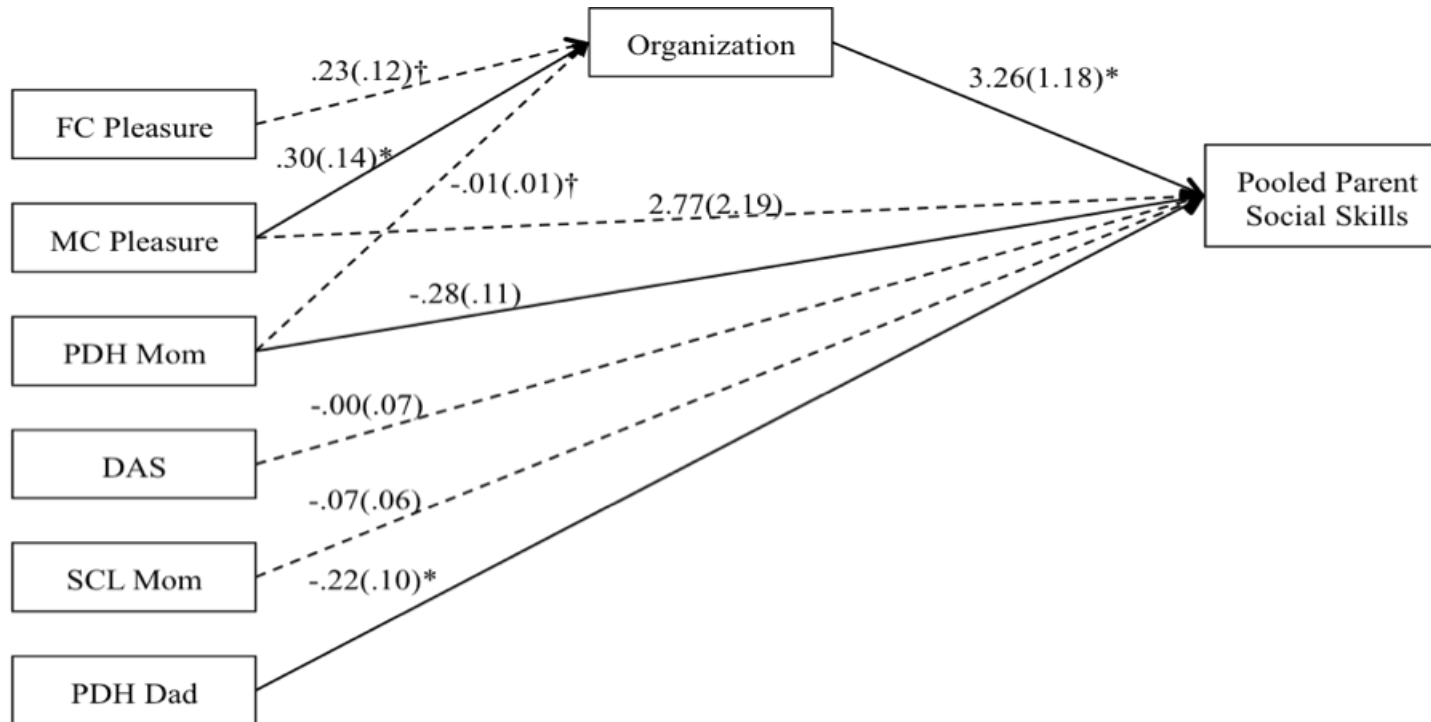 Organization
.23(.12)†
3.26(1.18)*
FC Pleasure
.30(.14)*
-.01(.01)†
Pooled Parent
Social Skills
2.77(2.19)
MC Pleasure
-.28(.11)
PDH Mom
-.00(.07)
DAS
-.07(.06)
SCL Mom
-.22(.10)*
PDH Dad